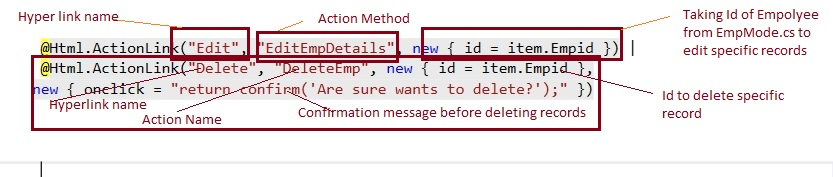 Hyper link name
Action Method
Taking Id of Empolyee
from EmpMode.cs to
edit specific records
@Html.ActionLink("Edit", "EditEmpDetails", new { id = item.Empid }) |
@Html.ActionLink("Delete", "DeleteEmp", new { id = item.Empid },
new { onclick = "return confirm('Are sure wants to delete?');" })
Hyperlink name
Action Name
Confirmation message before deleting records
Id to delete specific
record